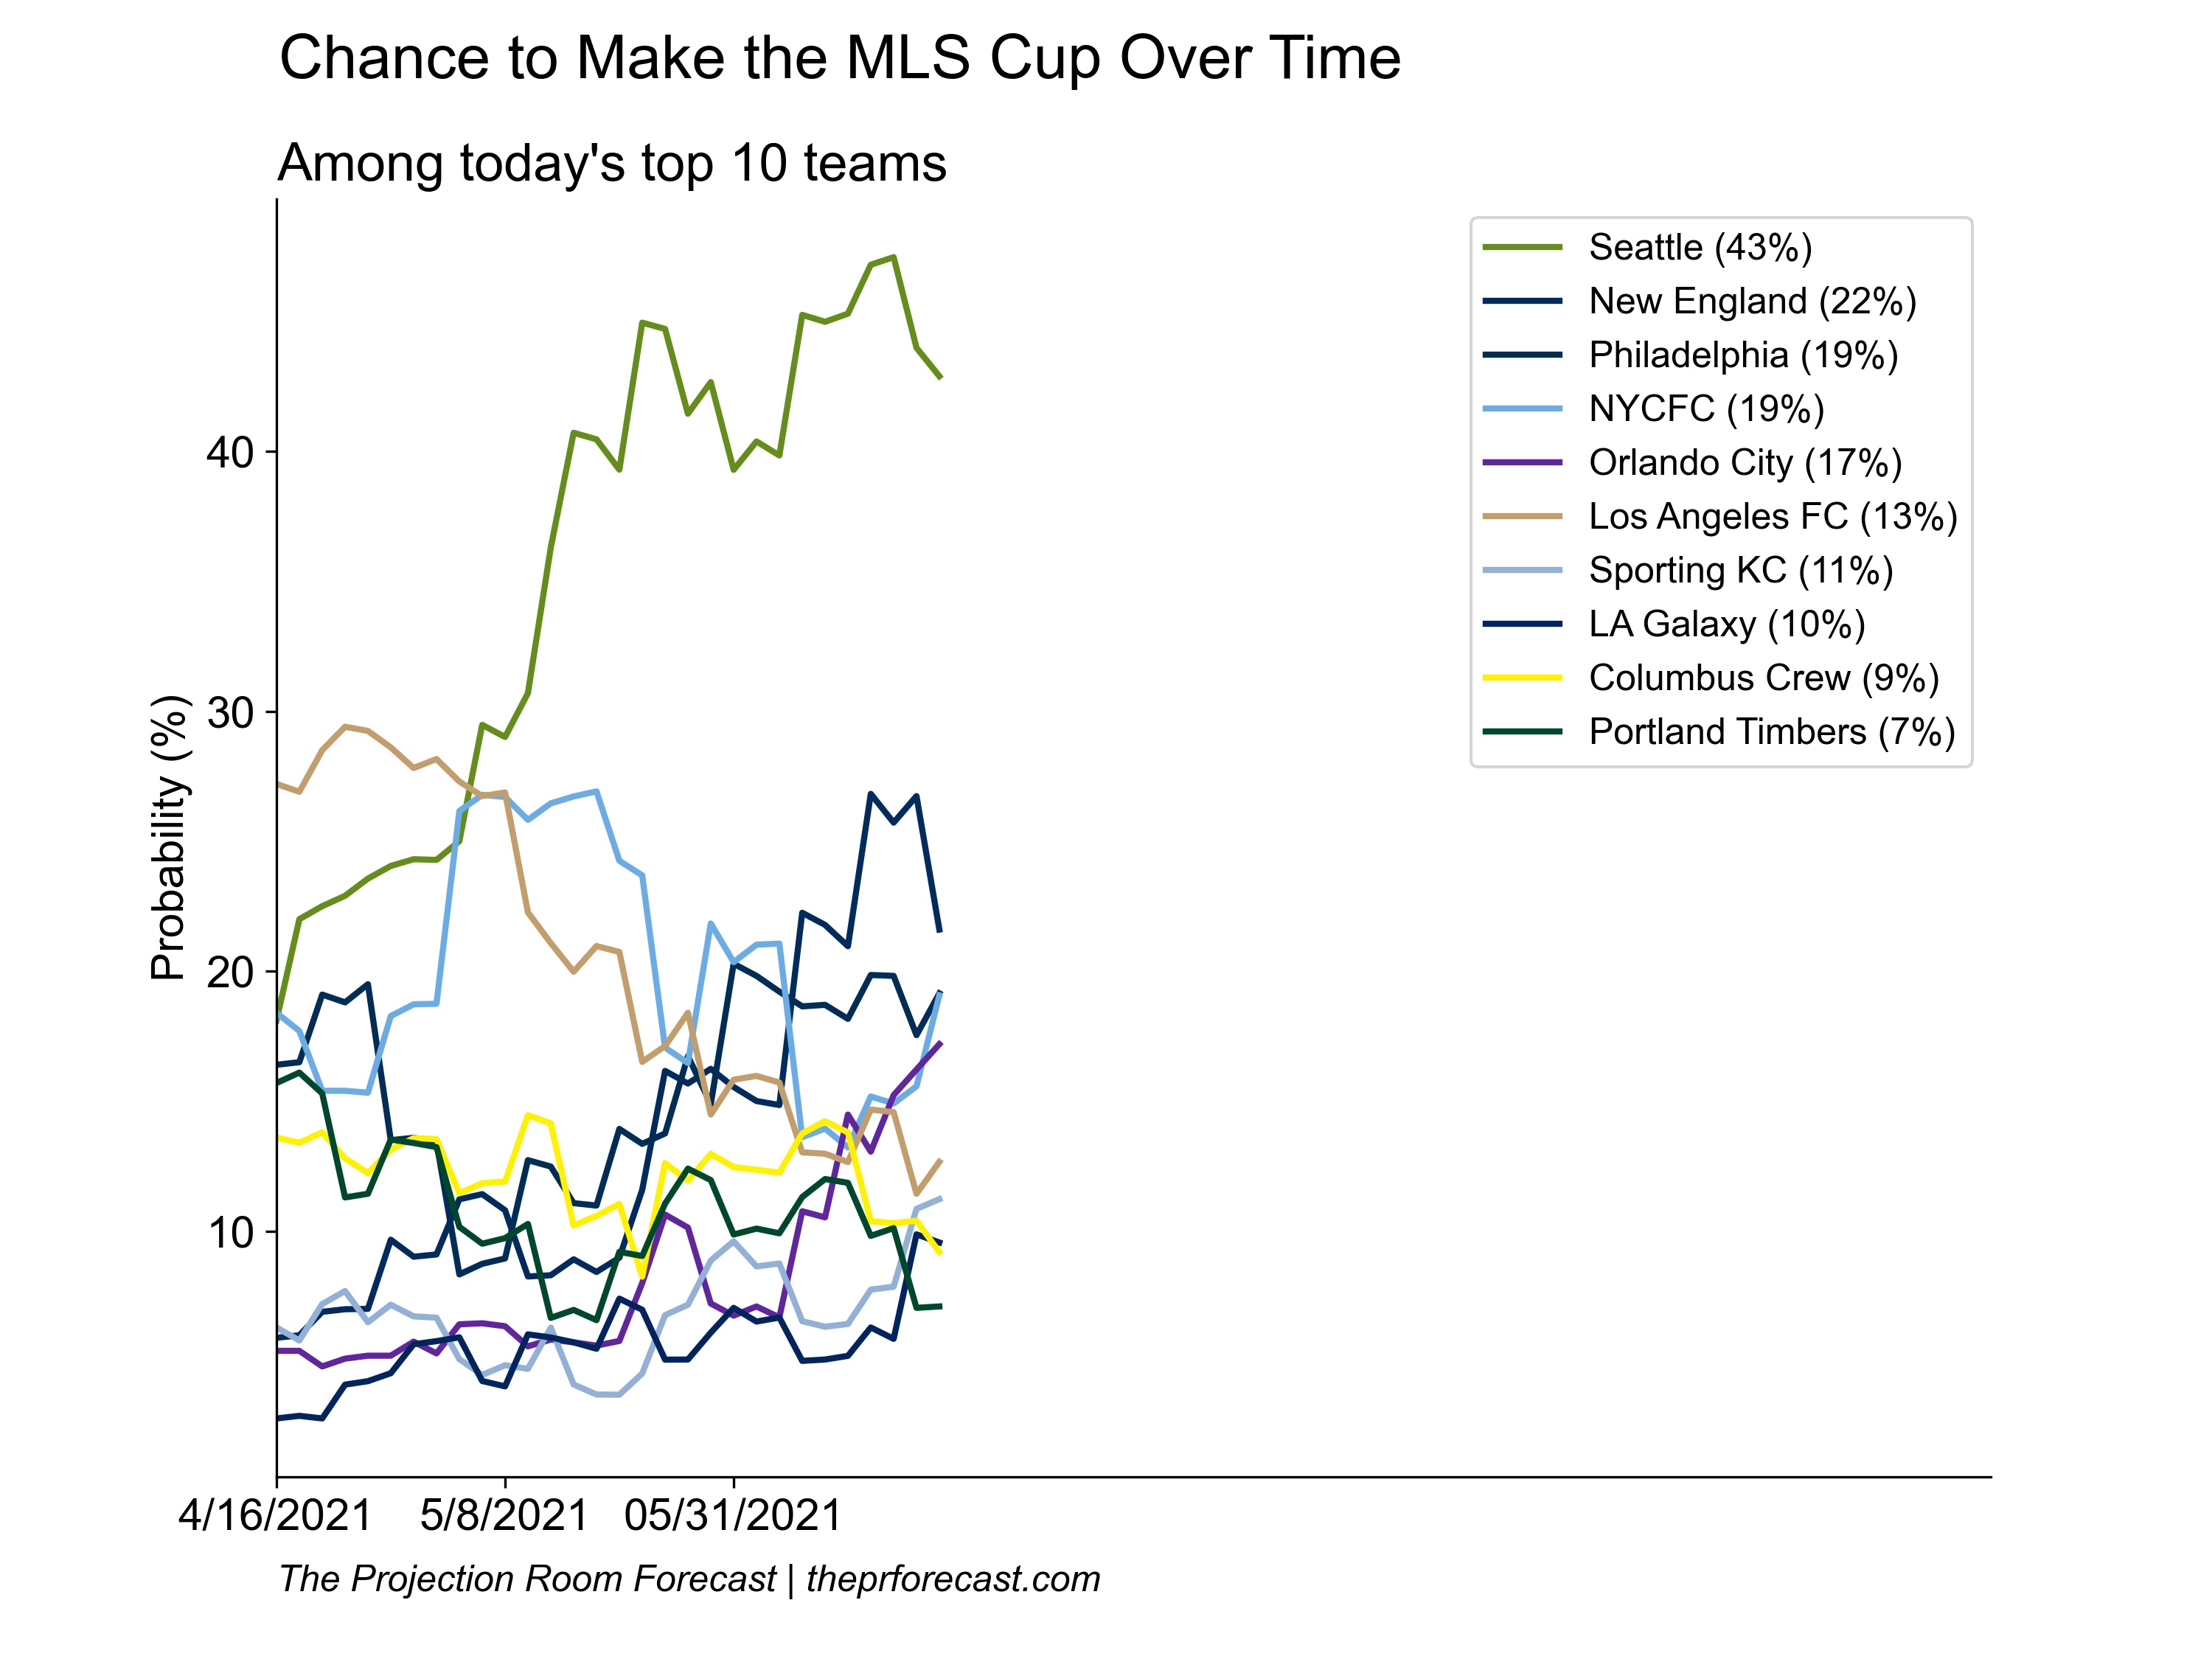 Chance to Make the MLS Cup Over Time
Among today's top 10 teams
Seattle (43%)
New England (22%)
Philadelphia (19%)
NYCFC (19%)
Orlando City (17%)
Los Angeles FC (13%)
Sporting KC (11%)
LA Galaxy (10%)
Columbus Crew (9%)
Portland Timbers (7%)
Probability (%)
40
30
20
10
4/16/2021 5/8/2021 05/31/2021
The Projection Room Forecast | theprforecast.com